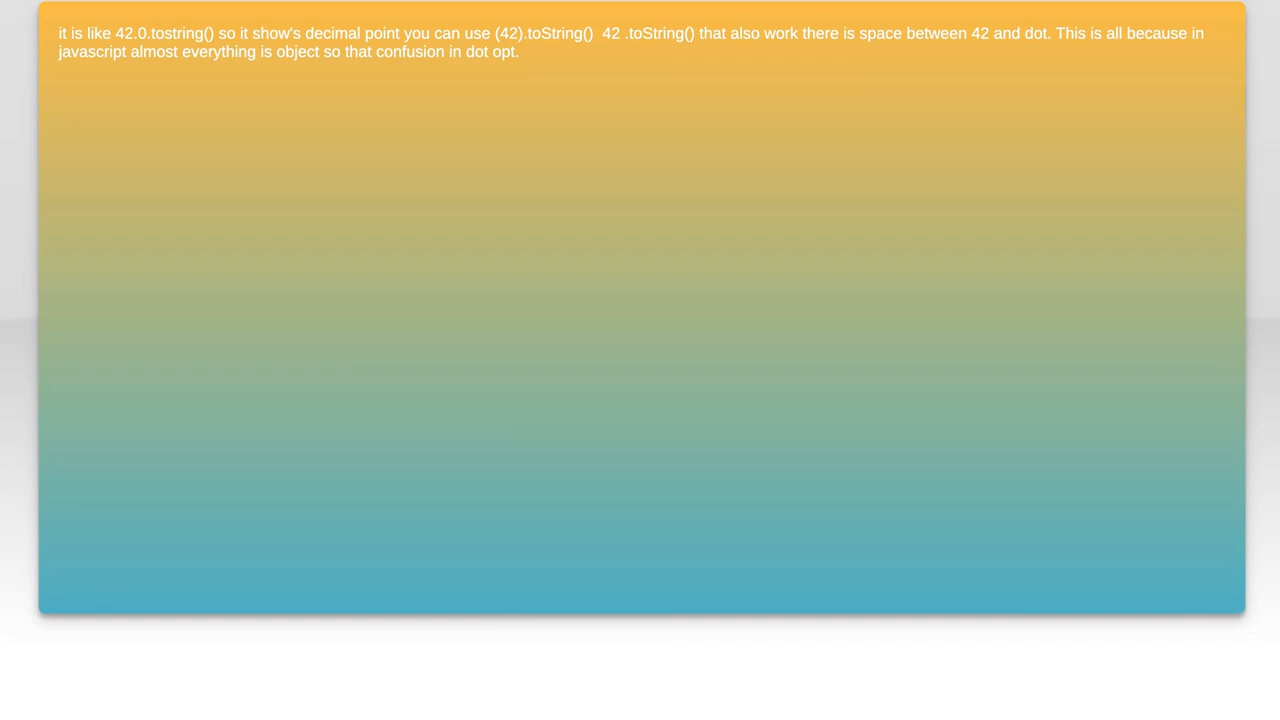 it is like 42.0.tostring() so it show's decimal point you can use (42).toString()  42 .toString() that also work there is space between 42 and dot. This is all because in
javascript almost everything is object so that confusion in dot opt.